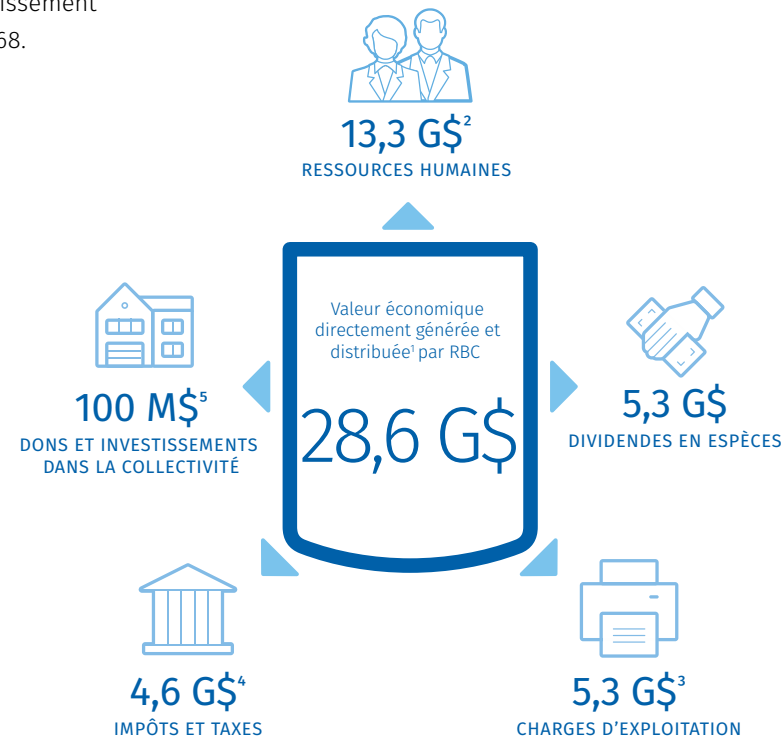 68.
13,3 G$²
RESSOURCES HUMAINES
Valeur économique
directement générée et
distribuée¹ par RBC
28,6 G$
100 M$⁵
DONS ET INVESTISSEMENTS
DANS LA COLLECTIVITÉ
5,3 G$
DIVIDENDES EN ESPÈCES
4,6 G$⁴
IMPÔTS ET TAXES
5,3 G$³
CHARGES D'EXPLOITATION